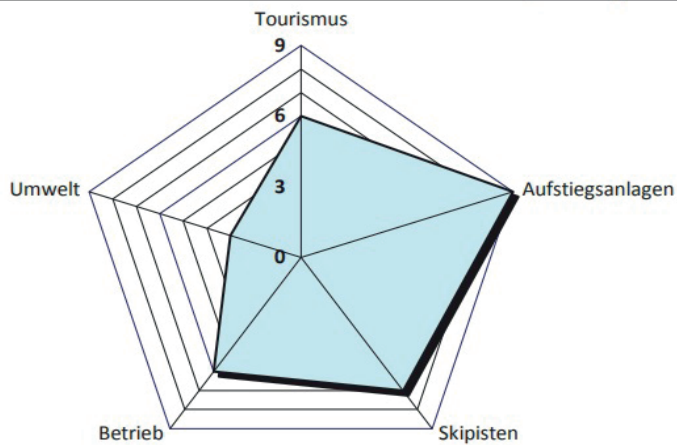 Tourismus
9
6
Umwelt
Aufstiegsanlagen
3
0
Betrieb
Skipisten